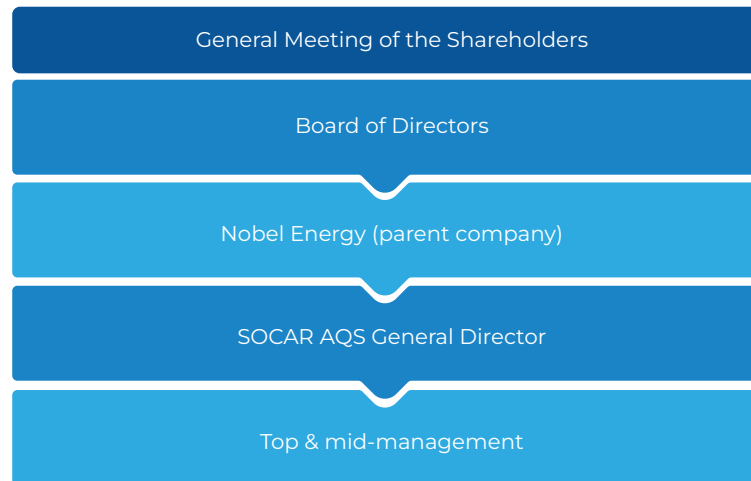 General Meeting of the Shareholders
Board of Directors
Nobel Energy (parent company)
SOCAR AQS General Director
Top & mid-management